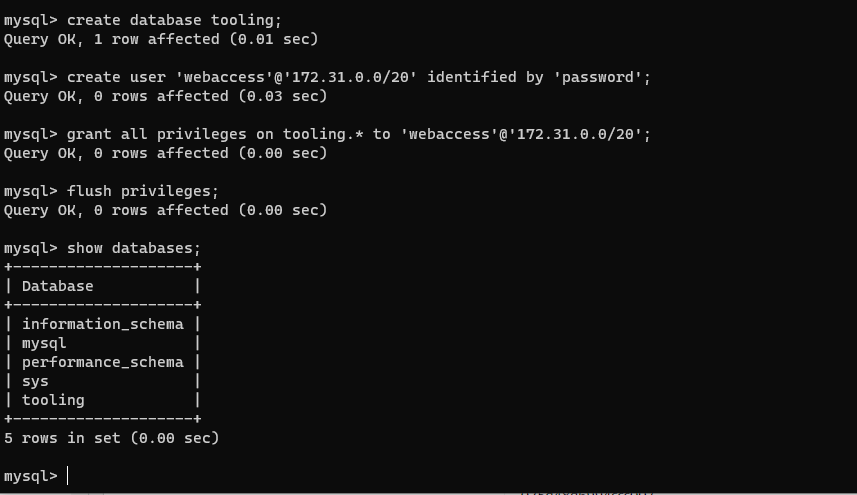 mysql> create database tooling;
Query OK, 1 row affected (0.01 sec)
mysql> create user 'webaccess'@'172.31.0.0/20' identified by 'password';
Query OK, 0 rows affected (0.03 sec)
mysql> grant all privileges on tooling.* to 'webaccess'@'172.31.0.0/20';
Query OK, 0 rows affected (0.00 sec)
mysql> flush privileges;
Query OK, 0 rows affected (0.00 sec)
mysql> show databases;
+--------------------+
| Database           |
+--------------------+
| information_schema |
| mysql              |
| performance_schema |
| sys                |
| tooling            |
+--------------------+
5 rows in set (0.00 sec)
mysql>